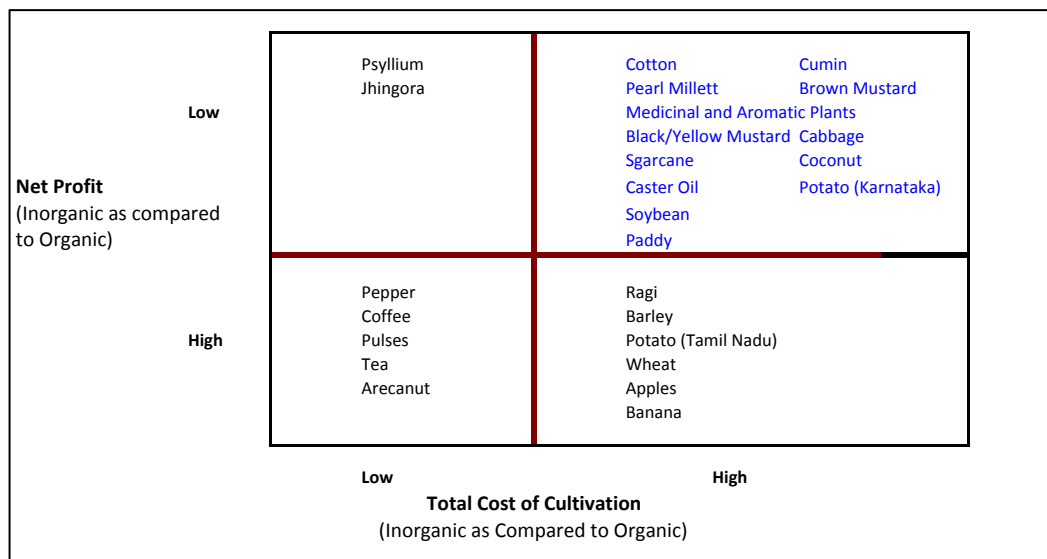 Psyllium Cotton Cumin
Jhingora Pearl Millett Brown Mustard
Low Medicinal and Aromatic Plants
Black/Yellow Mustard Cabbage
Sgarcane Coconut
Net Profit Caster Oil Potato (Karnataka)
(Inorganic as compared Soybean
to Organic) Paddy
Pepper Ragi
Coffee Barley
High Pulses Potato (Tamil Nadu)
Tea Wheat
Arecanut Apples
Banana
Low High
Total Cost of Cultivation
(Inorganic as Compared to Organic)